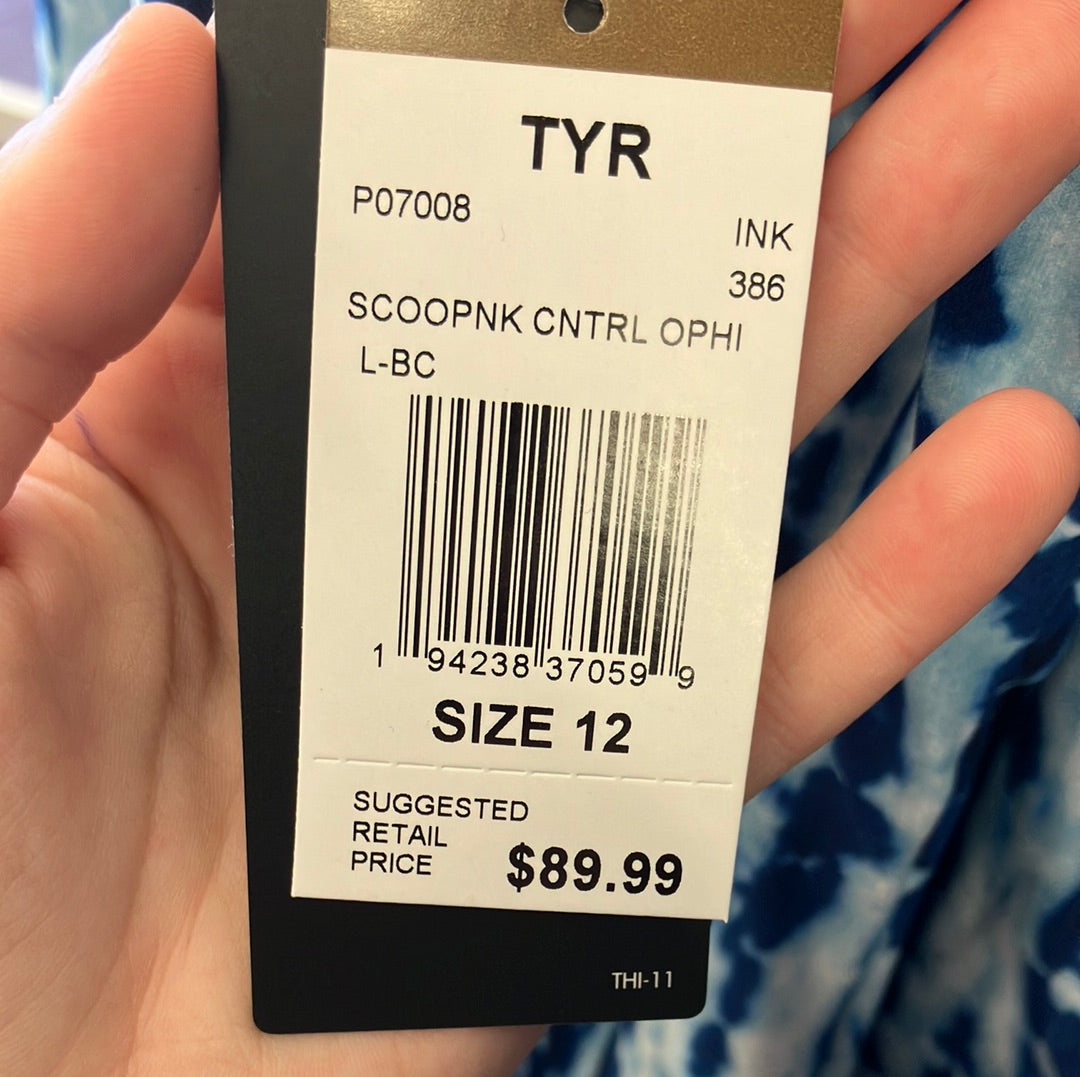 TYR
P07008
INK
386
SCOOPNK CNTRL OPHI
L-BC
1 94238 37059 9
SIZE 12
SUGGESTED
RETAIL
PRICE
$89.99
THI-11